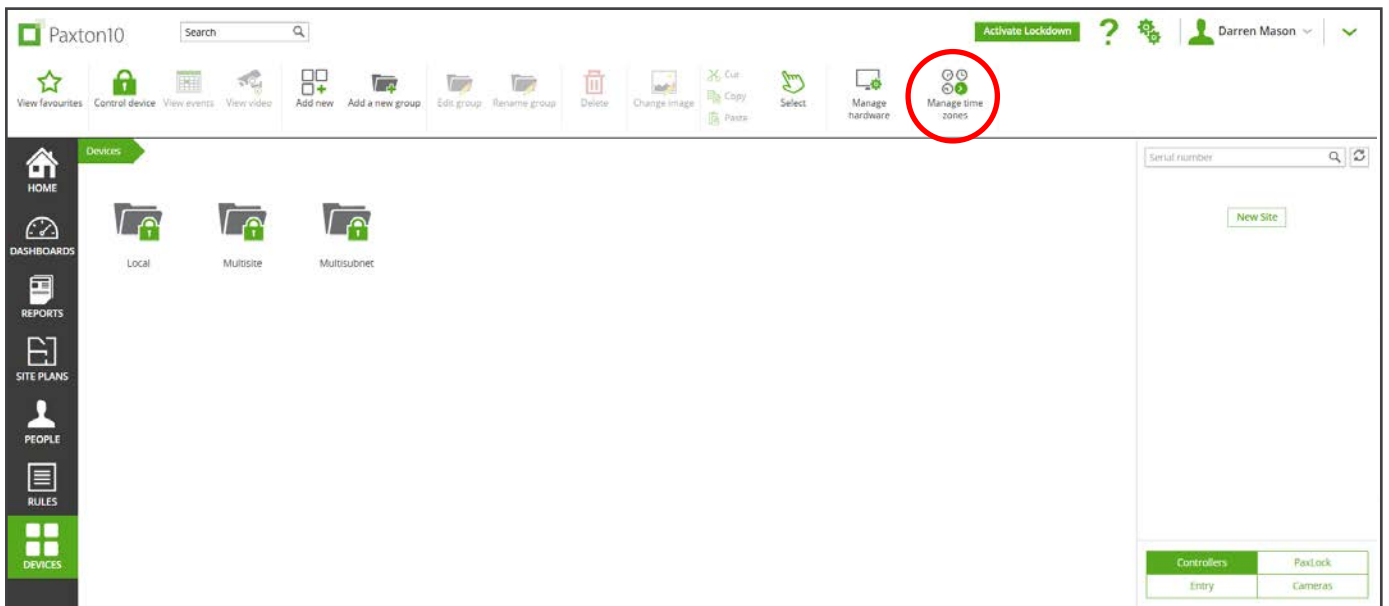 Paxton10
Search
Activate Lockdown
?
Darren Mason
View favourites
Control device
View events
View video
Add new
Add a new group
Edit group
Rename group
Delete
Change image
Cut
Copy
Paste
Select
Manage
hardware
Manage time
zones
HOME
DASHBOARDS
REPORTS
SITE PLANS
PEOPLE
RULES
DEVICES
Devices
Local
Multisite
Multisubnet
Serial number
New Site
Controllers
PaxLock
Entry
Cameras